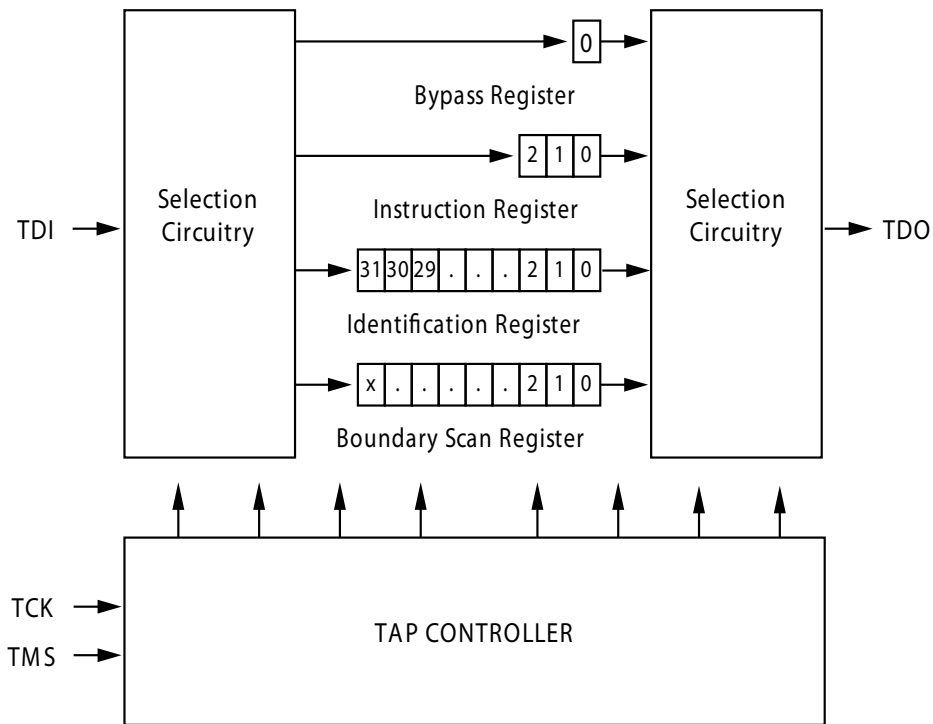 0
Bypass Register
2 1 0
Instruction Register
Selection
Circuitry
Selection
Circuitry
TDI
TDO
31 30 29 . . . 2 1 0
Identification Register
x . . . . . 2 1 0
Boundary Scan Register
TCK
TMS
TAP CONTROLLER